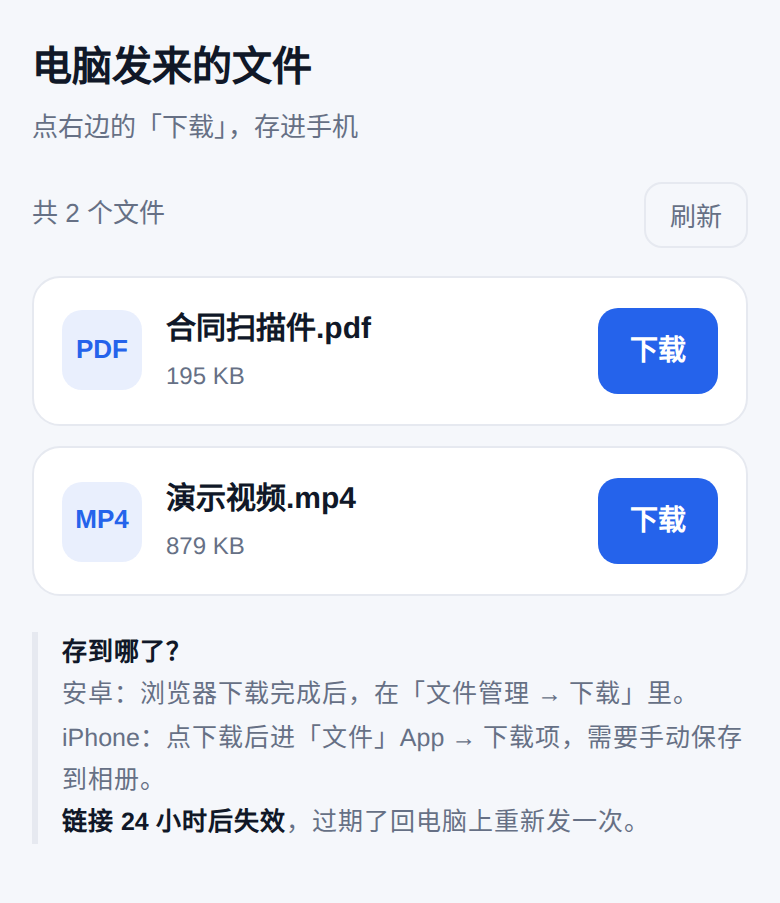 电脑发来的文件
点右边的「下载」，存进手机
共 2 个文件
刷新
PDF
合同扫描件.pdf
195 KB
下载
MP4
演示视频.mp4
879 KB
下载
存到哪了？
安卓：浏览器下载完成后，在「文件管理 → 下载」里。
iPhone：点下载后进「文件」App → 下载项，需要手动保存
到相册。
链接 24 小时后失效，过期了回电脑上重新发一次。